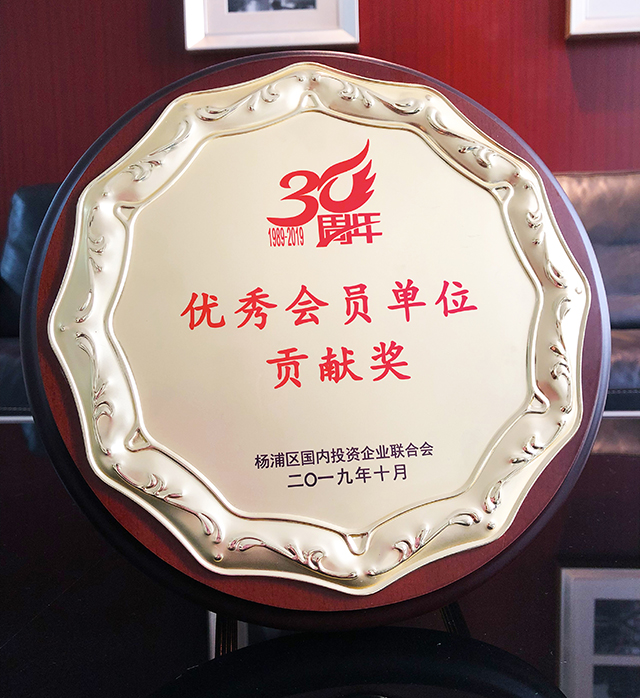 30
1989-2019 周年
优秀会员单位
贡献奖
杨浦区国内投资企业联合会
二〇一九年十月